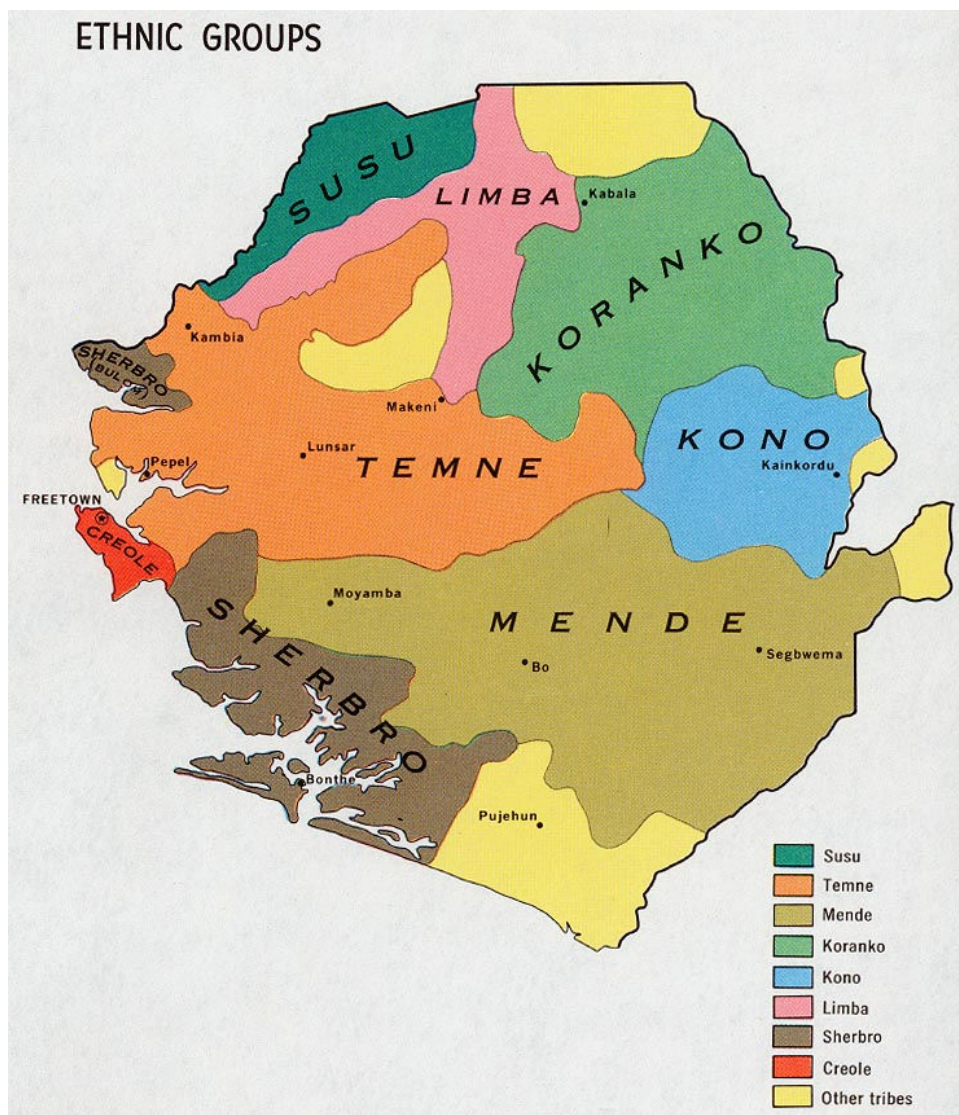 ETHNIC GROUPS
SUSU
LIMBA
Kabala
KORANKO
Kambia
SHERBRO
(BULOM)
Makeni
KONO
Lunsar
TEMNE
Kainkordu
Pepel
FREETOWN
CREOLE
Moyamba
MENDE
SHERBRO
Segbwema
Bo
Bonthe
Pujehun
Susu
Temne
Mende
Koranko
Kono
Limba
Sherbro
Creole
Other tribes